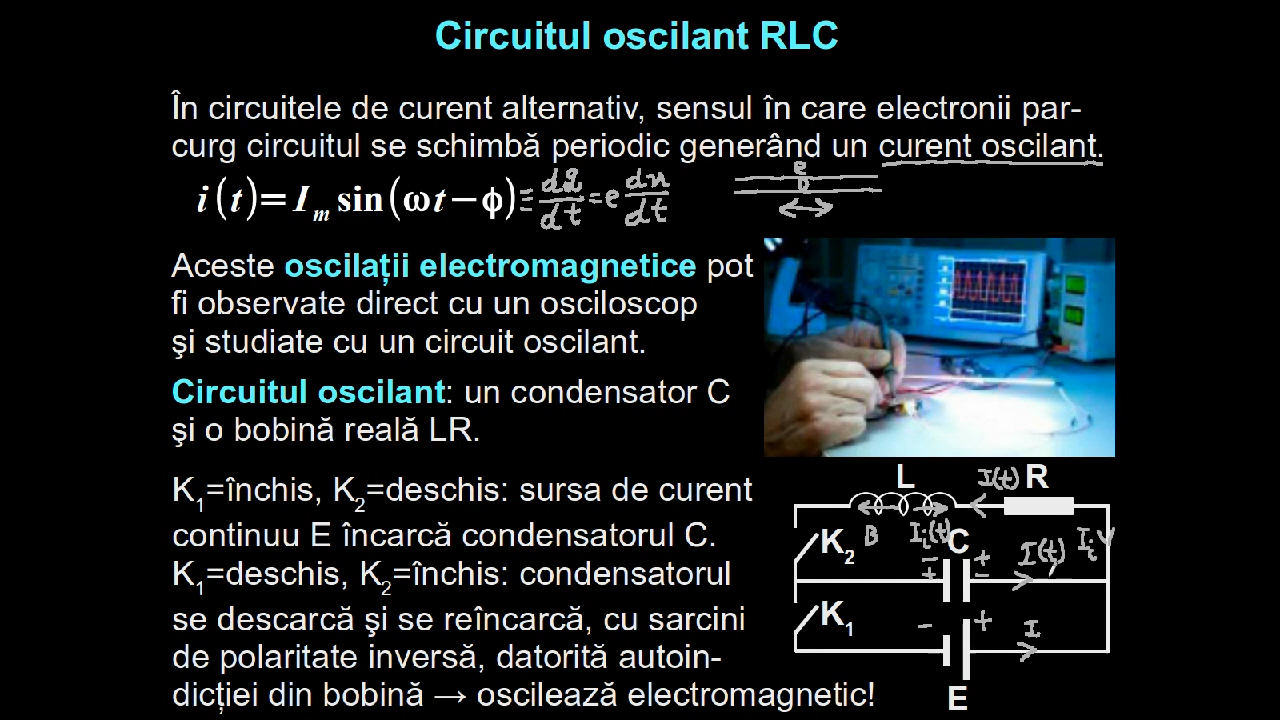 Circuitul oscilant RLC
În circuitele de curent alternativ, sensul în care electronii par-
curg circuitul se schimbă periodic generând un curent oscilant.
i(t)=I_m sin(ωt−ϕ)
e
Aceste oscilații electromagnetice pot
fi observate direct cu un osciloscop
şi studiate cu un circuit oscilant.
Circuitul oscilant: un condensator C
şi o bobină reală LR.
K1=închis, K2=deschis: sursa de curent
continuu E încarcă condensatorul C.
K1=deschis, K2=închis: condensatorul
se descarcă şi se reîncarcă, cu sarcini
de polaritate inversă, datorită autoin-
dicției din bobină → oscilează electromagnetic!
L I(t) R
B I_i(t) C I(t) I_i
K2 − + + −
K1 − + I
E